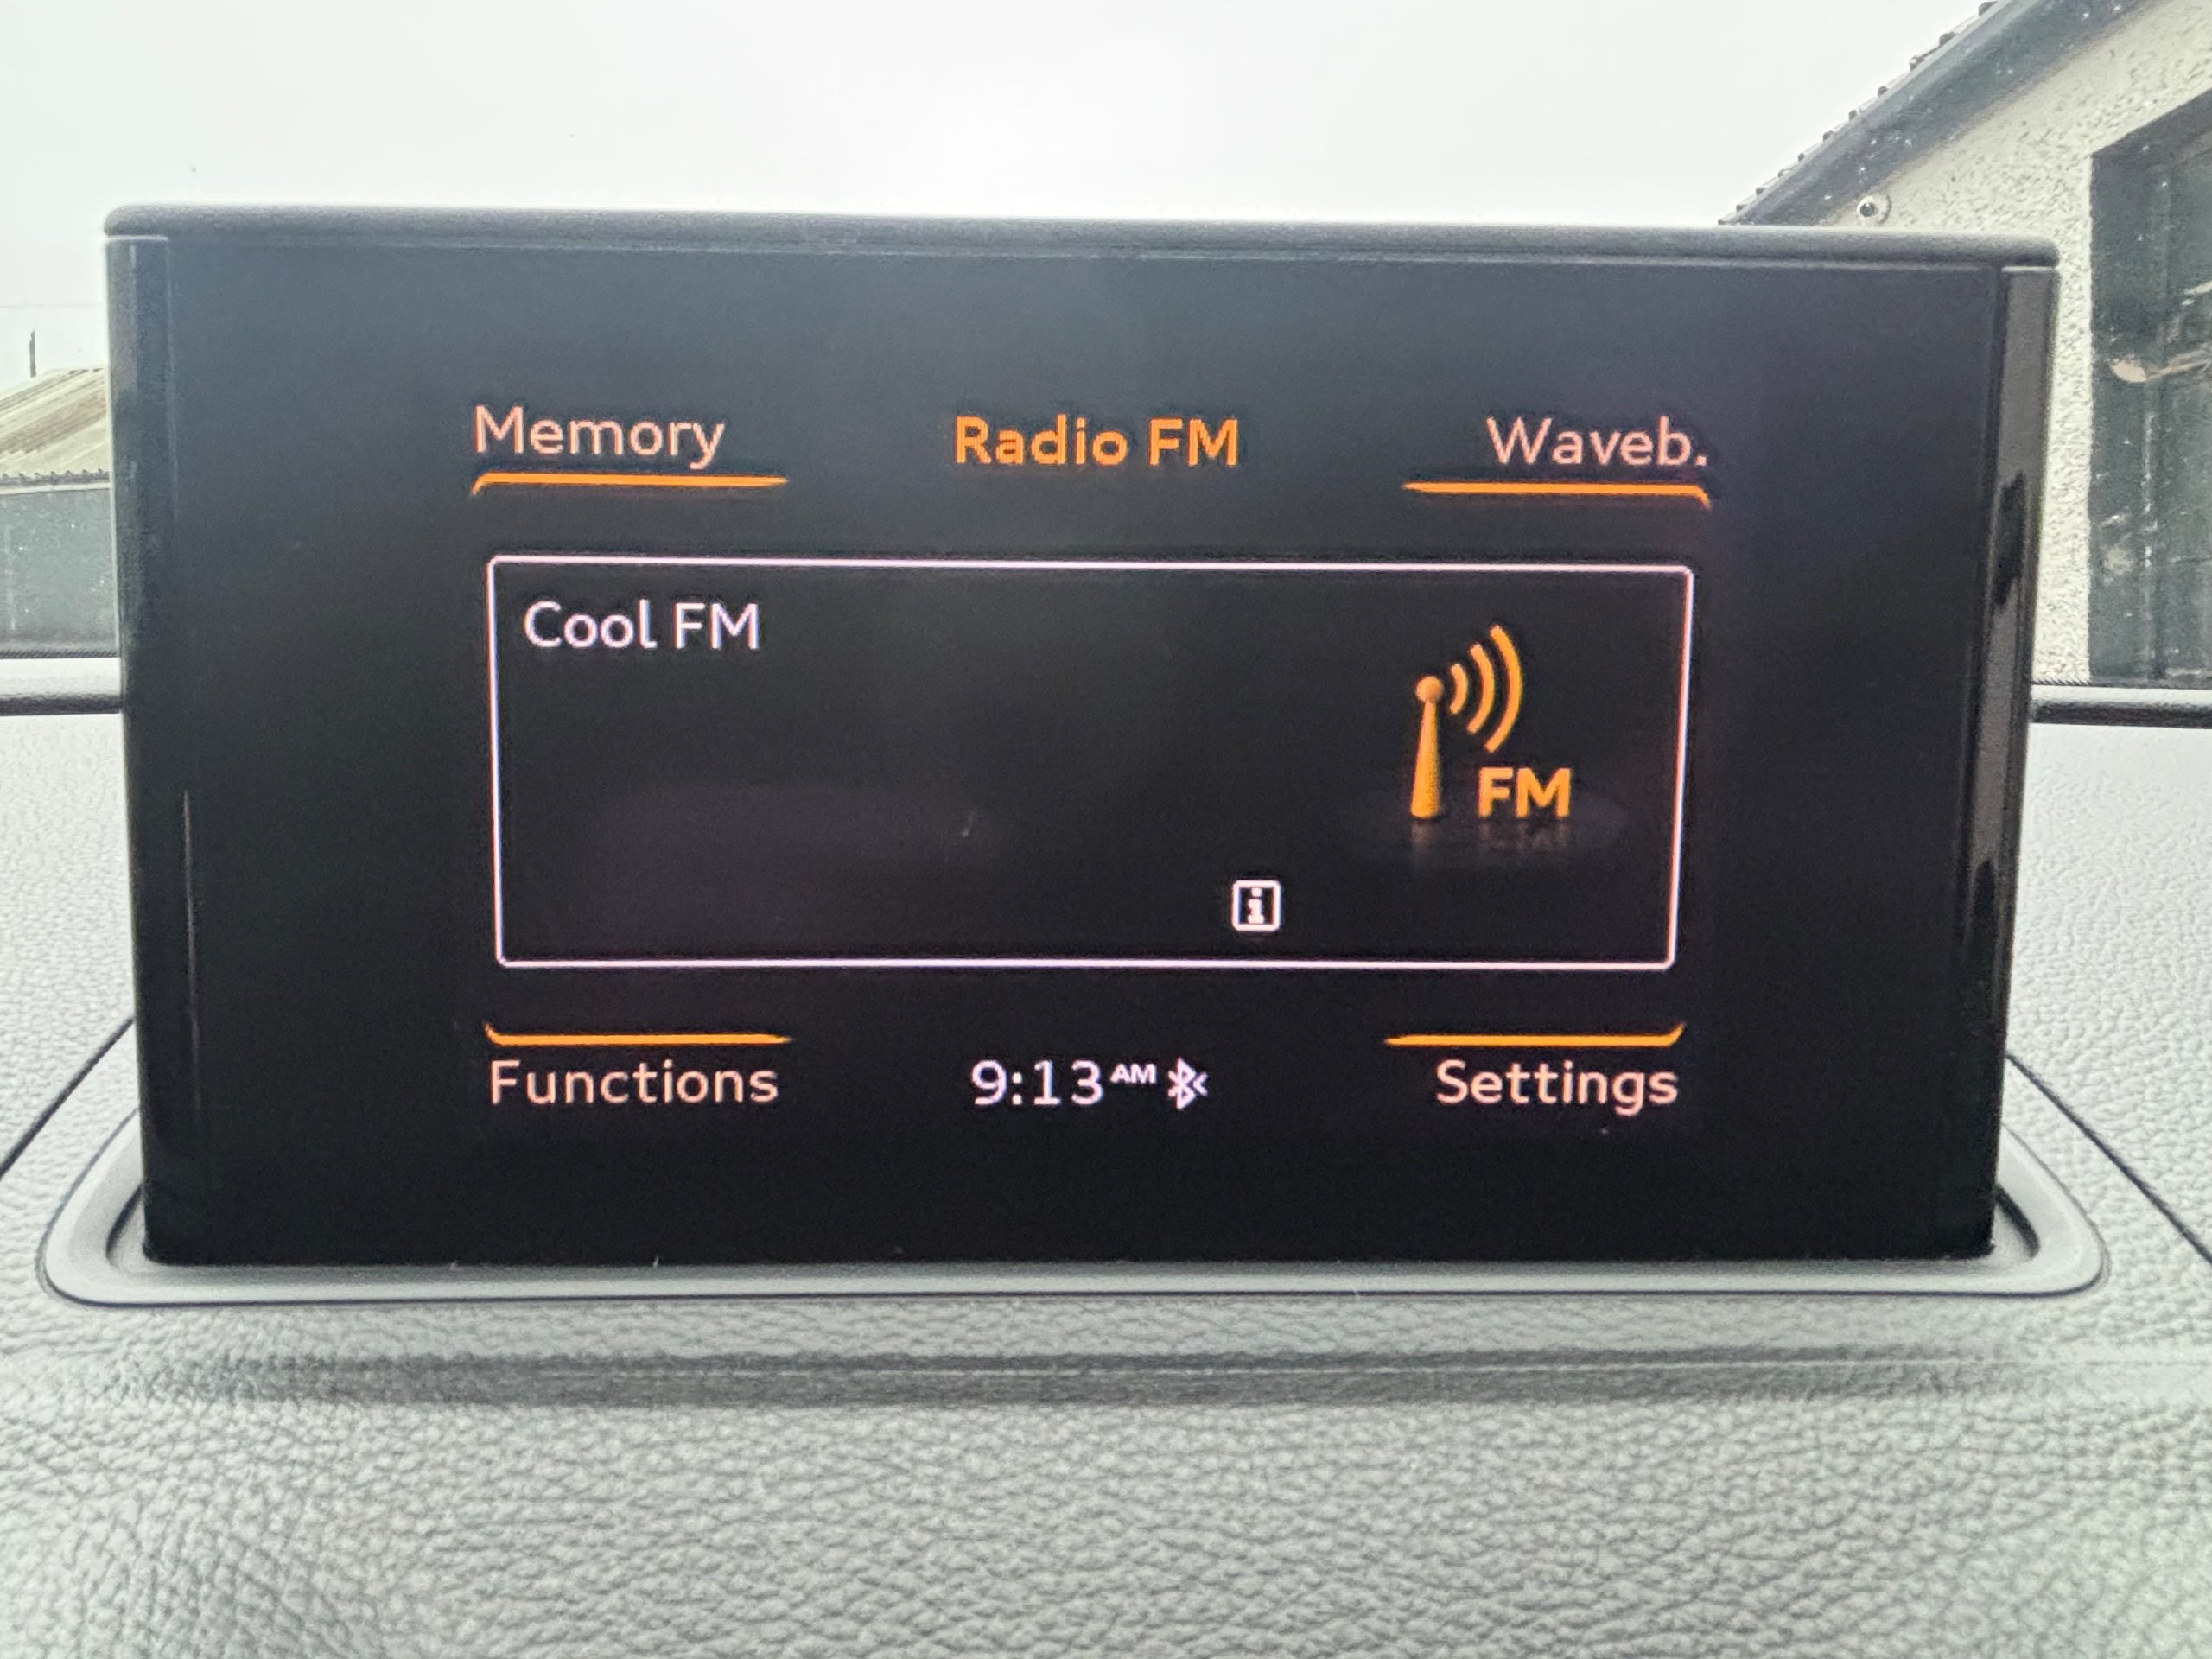 Memory
Radio FM
Waveb.
Cool FM
FM
i
Functions
9:13 AM
Settings